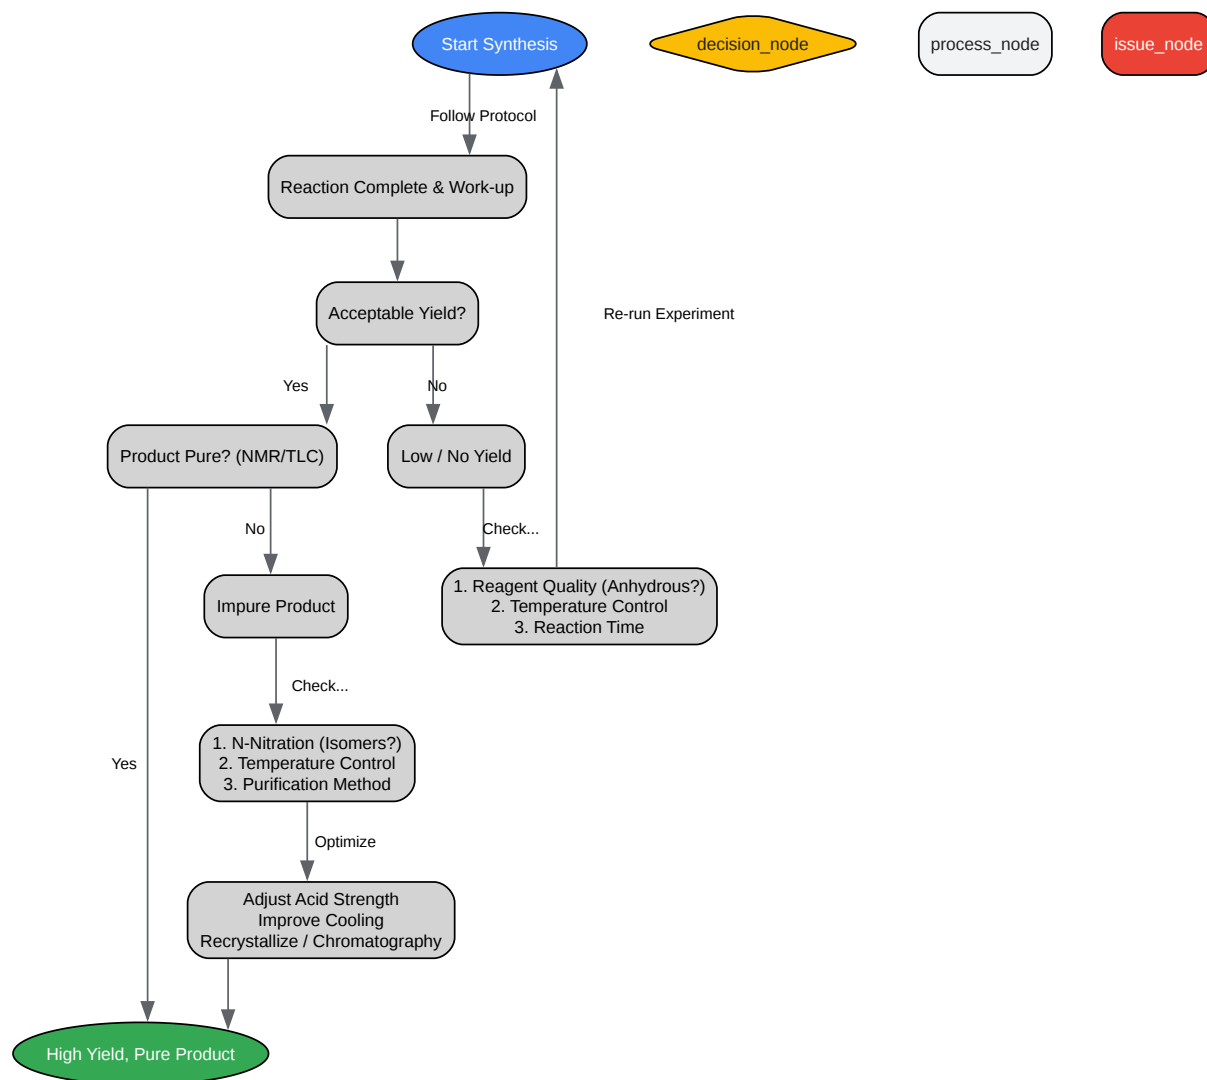 Start Synthesis
decision_node
process_node
issue_node
Follow Protocol
Reaction Complete & Work-up
Acceptable Yield?
Re-run Experiment
Yes
No
Product Pure? (NMR/TLC)
Low / No Yield
No
Check...
1. Reagent Quality (Anhydrous?)
2. Temperature Control
3. Reaction Time
Impure Product
Check...
1. N-Nitration (Isomers?)
2. Temperature Control
3. Purification Method
Yes
Optimize
Adjust Acid Strength
Improve Cooling
Recrystallize / Chromatography
High Yield, Pure Product